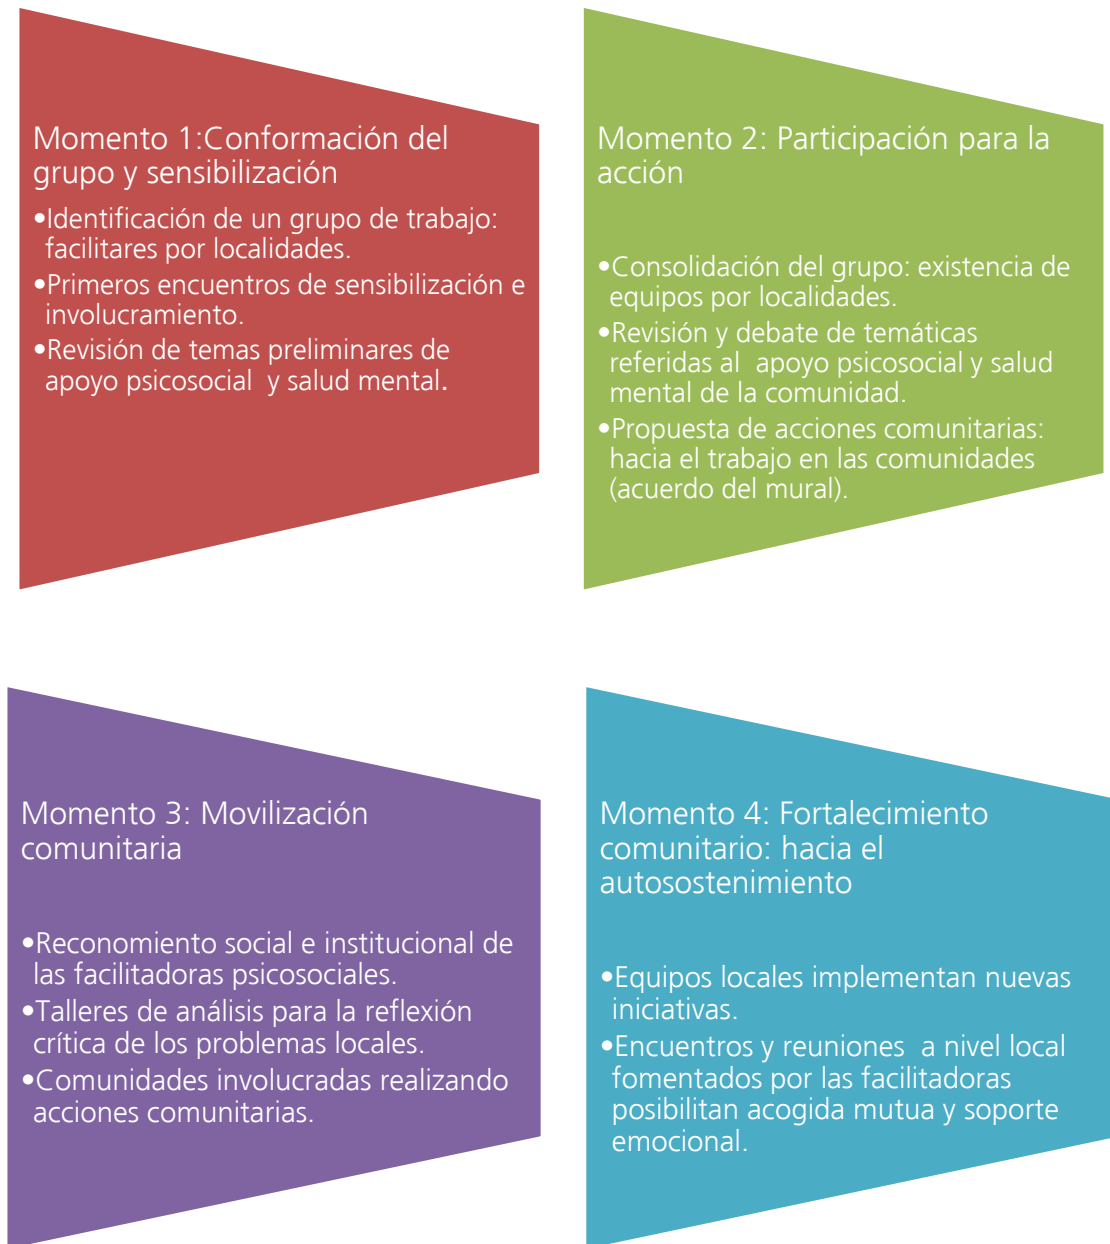 Momento 1:Conformación del
grupo y sensibilización
•Identificación de un grupo de trabajo:
facilitares por localidades.
•Primeros encuentros de sensibilización e
involucramiento.
•Revisión de temas preliminares de
apoyo psicosocial y salud mental.
Momento 2: Participación para la
acción
•Consolidación del grupo: existencia de
equipos por localidades.
•Revisión y debate de temáticas
referidas al apoyo psicosocial y salud
mental de la comunidad.
•Propuesta de acciones comunitarias:
hacia el trabajo en las comunidades
(acuerdo del mural).
Momento 3: Movilización
comunitaria
•Reconomiento social e institucional de
las facilitadoras psicosociales.
•Talleres de análisis para la reflexión
crítica de los problemas locales.
•Comunidades involucradas realizando
acciones comunitarias.
Momento 4: Fortalecimiento
comunitario: hacia el
autosostenimiento
•Equipos locales implementan nuevas
iniciativas.
•Encuentros y reuniones a nivel local
fomentados por las facilitadoras
posibilitan acogida mutua y soporte
emocional.